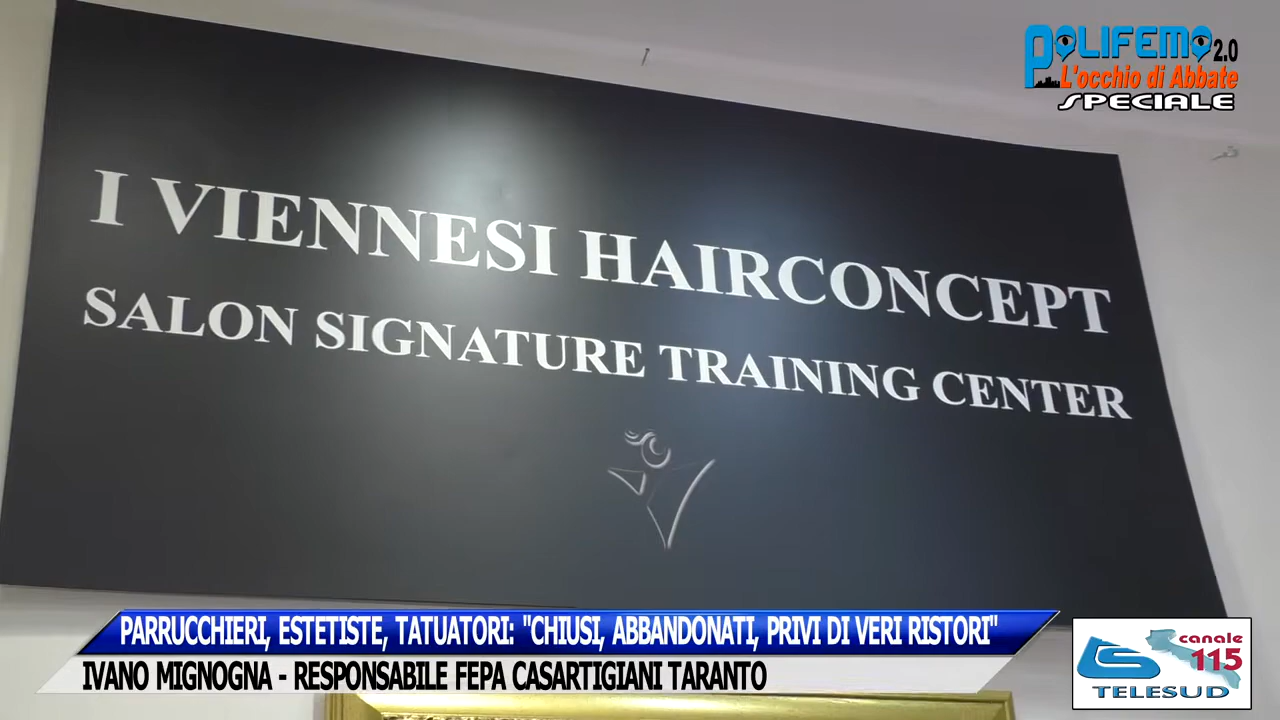 POLIFEMO 2.0
L'occhio di Abbate
SPECIALE
I VIENNESI HAIRCONCEPT
SALON SIGNATURE TRAINING CENTER
PARRUCCHIERI, ESTETISTE, TATUATORI: "CHIUSI, ABBANDONATI, PRIVI DI VERI RISTORI"
IVANO MIGNOGNA - RESPONSABILE FEPA CASARTIGIANI TARANTO
canale
115
TS
TELESUD